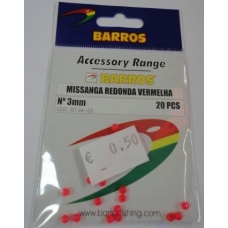 BARROS
Accessory Range
BARROS
MISSANGA REDONDA VERMELHA
Nº 3mm
20 PCS
€ 0.50
www.barrosfishing.com